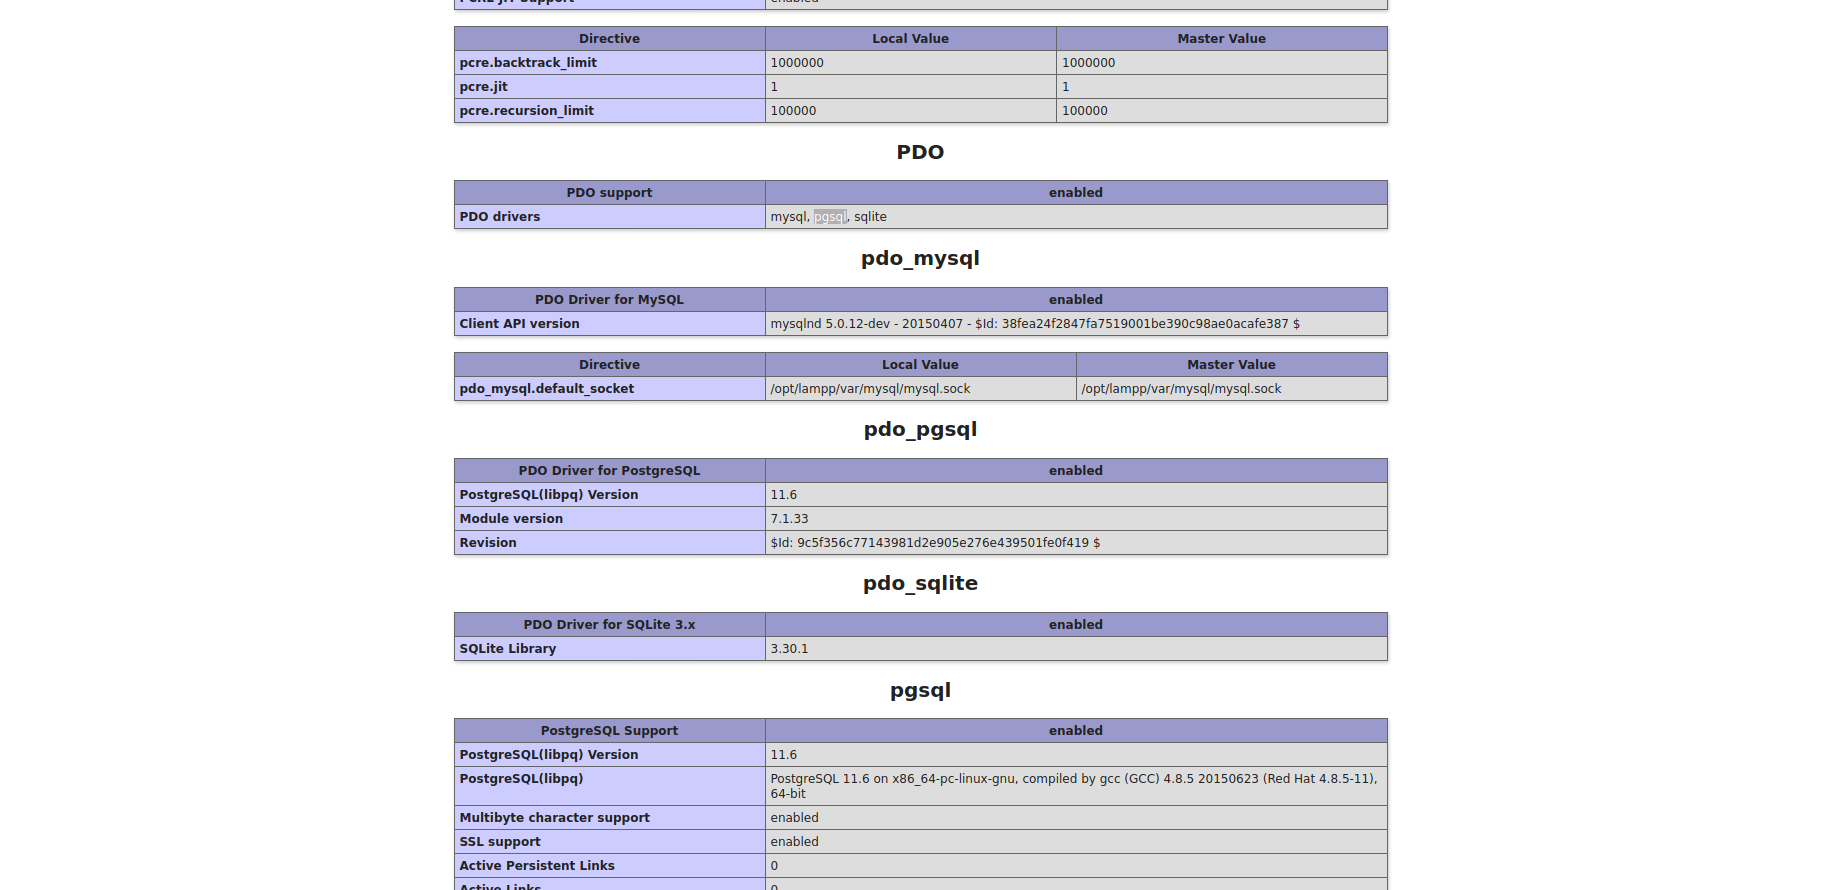 PCRE JIT Support enabled
Directive Local Value Master Value
pcre.backtrack_limit 1000000 1000000
pcre.jit 1 1
pcre.recursion_limit 100000 100000
PDO
PDO support enabled
PDO drivers mysql, pgsql, sqlite
pdo_mysql
PDO Driver for MySQL enabled
Client API version mysqlnd 5.0.12-dev - 20150407 - $Id: 38fea24f2847fa7519001be390c98ae0acafe387 $
Directive Local Value Master Value
pdo_mysql.default_socket /opt/lampp/var/mysql/mysql.sock /opt/lampp/var/mysql/mysql.sock
pdo_pgsql
PDO Driver for PostgreSQL enabled
PostgreSQL(libpq) Version 11.6
Module version 7.1.33
Revision $Id: 9c5f356c77143981d2e905e276e439501fe0f419 $
pdo_sqlite
PDO Driver for SQLite 3.x enabled
SQLite Library 3.30.1
pgsql
PostgreSQL Support enabled
PostgreSQL(libpq) Version 11.6
PostgreSQL(libpq) PostgreSQL 11.6 on x86_64-pc-linux-gnu, compiled by gcc (GCC) 4.8.5 20150623 (Red Hat 4.8.5-11),
64-bit
Multibyte character support enabled
SSL support enabled
Active Persistent Links 0
Active Links 0